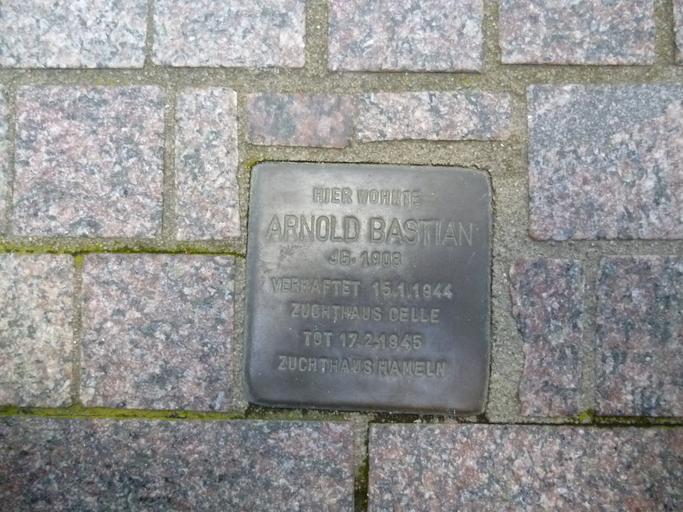 HIER WOHNTE
ARNOLD BASTIAN
JG. 1908
VERHAFTET 15.1.1944
ZUCHTHAUS CELLE
TOT 17.2.1945
ZUCHTHAUS HAMELN